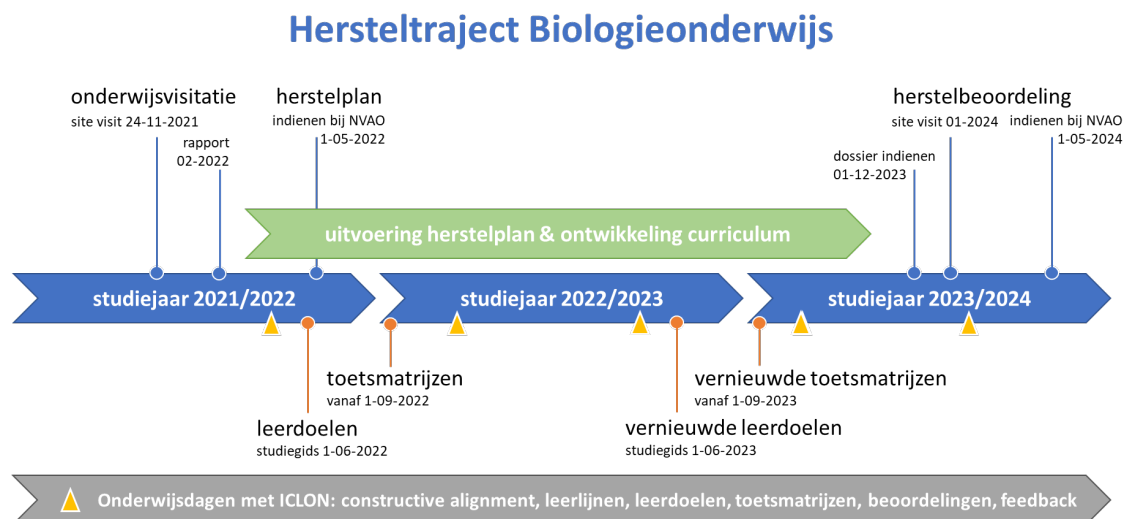 Hersteltraject Biologieonderwijs
onderwijsvisitatie
site visit 24-11-2021
rapport
02-2022
herstelplan
indienen bij NVAO
1-05-2022
herstelbeoordeling
site visit 01-2024
indienen bij NVAO
1-05-2024
dossier indienen
01-12-2023
uitvoering herstelplan & ontwikkeling curriculum
studiejaar 2021/2022
studiejaar 2022/2023
studiejaar 2023/2024
toetsmatrijzen
vanaf 1-09-2022
leerdoelen
studiegids 1-06-2022
vernieuwde toetsmatrijzen
vanaf 1-09-2023
vernieuwde leerdoelen
studiegids 1-06-2023
Onderwijsdagen met ICLON: constructive alignment, leerlijnen, leerdoelen, toetsmatrijzen, beoordelingen, feedback